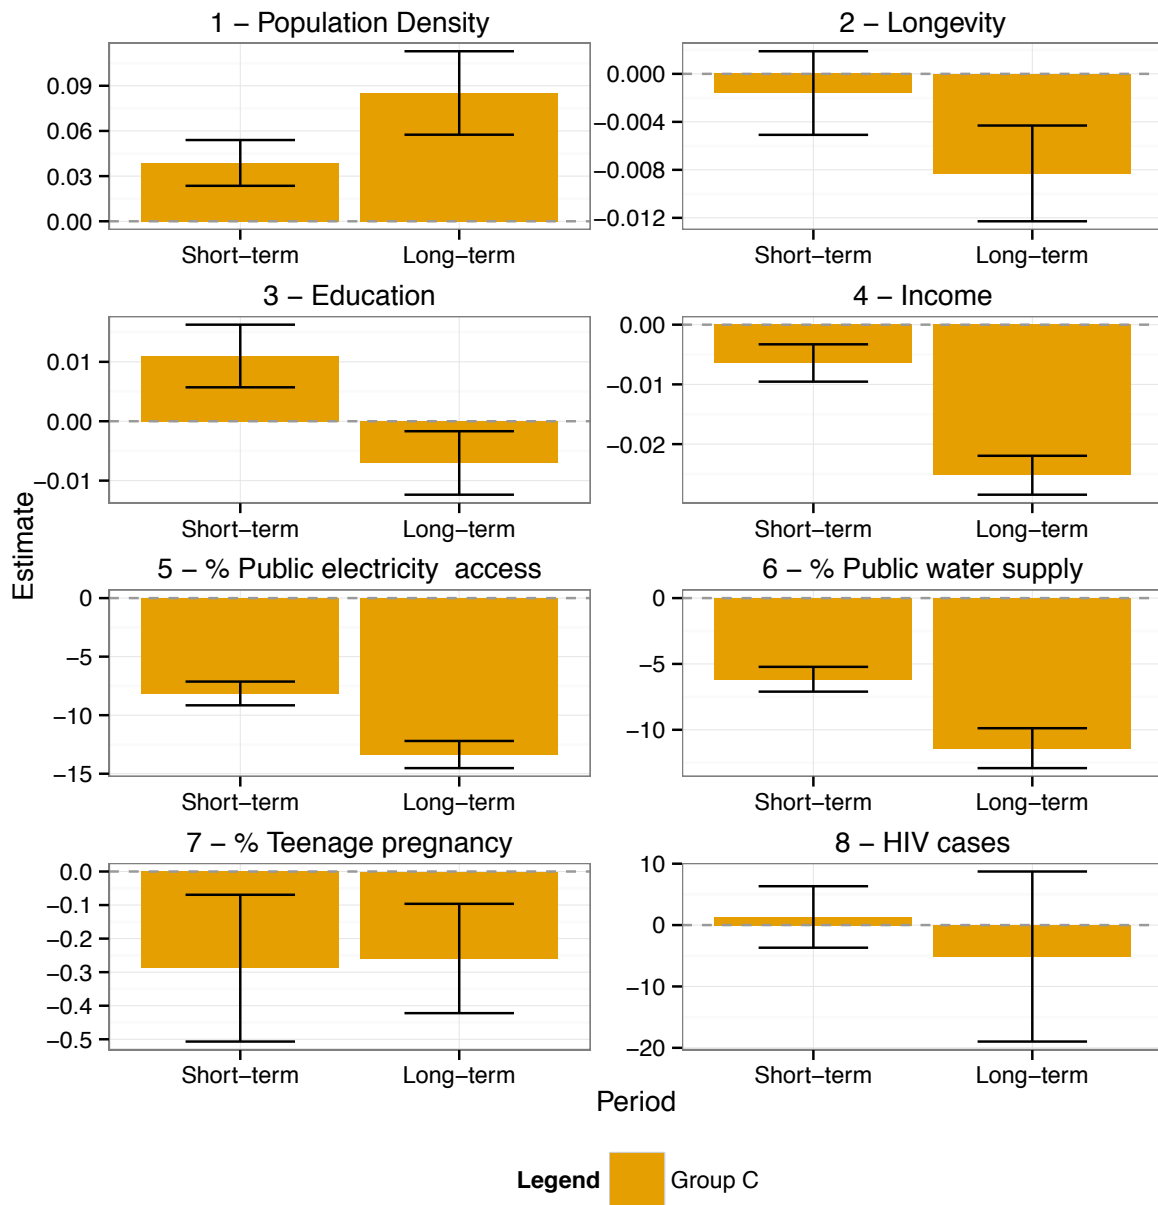 1 – Population Density
0.09
0.06
0.03
0.00
Short–term Long–term
2 – Longevity
0.000
−0.004
−0.008
−0.012
Short–term Long–term
3 – Education
0.01
0.00
−0.01
Short–term Long–term
4 – Income
0.00
−0.01
−0.02
Short–term Long–term
Estimate
5 – % Public electricity  access
0
−5
−10
−15
Short–term Long–term
6 – % Public water supply
0
−5
−10
Short–term Long–term
7 – % Teenage pregnancy
0.0
−0.1
−0.2
−0.3
−0.4
−0.5
Short–term Long–term
8 – HIV cases
10
0
−10
−20
Short–term Long–term
Period
Legend Group C